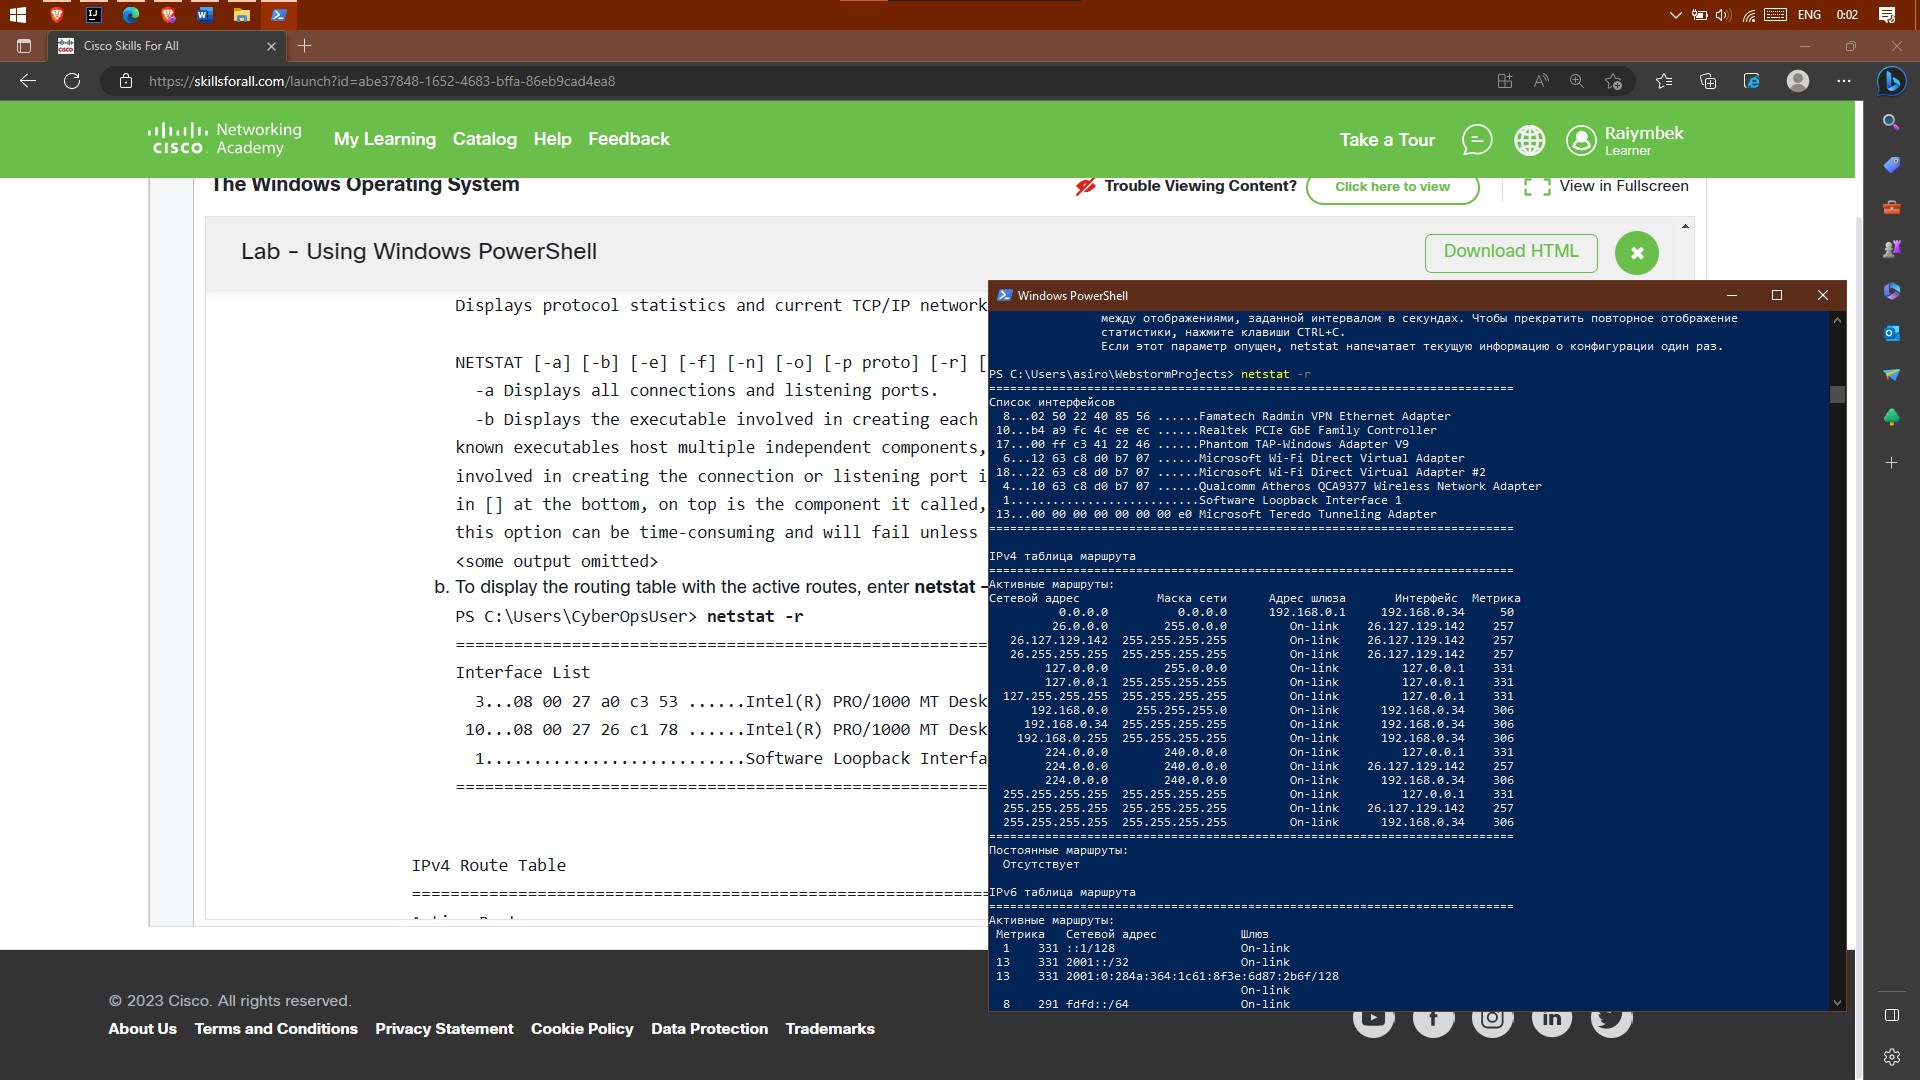 ENG
0:02
Cisco Skills For All
https://skillsforall.com/launch?id=abe37848-1652-4683-bffa-86eb9cad4ea8
CISCO
Networking
Academy
My Learning
Catalog
Help
Feedback
Take a Tour
Raiymbek
Learner
The Windows Operating System
Trouble Viewing Content?
Click here to view
View in Fullscreen
Lab - Using Windows PowerShell
Download HTML
Displays protocol statistics and current TCP/IP network
NETSTAT [-a] [-b] [-e] [-f] [-n] [-o] [-p proto] [-r] [
-a Displays all connections and listening ports.
-b Displays the executable involved in creating each
known executables host multiple independent components,
involved in creating the connection or listening port i
in [] at the bottom, on top is the component it called,
this option can be time-consuming and will fail unless
<some output omitted>
b. To display the routing table with the active routes, enter netstat -
PS C:\Users\CyberOpsUser> netstat -r
=======================================================
Interface List
3...08 00 27 a0 c3 53 ......Intel(R) PRO/1000 MT Desk
10...08 00 27 26 c1 78 ......Intel(R) PRO/1000 MT Desk
1...........................Software Loopback Interfa
=======================================================
IPv4 Route Table
============================================================
Windows PowerShell
между отображениями, заданной интервалом в секундах. Чтобы прекратить повторное отображение
статистики, нажмите клавиши CTRL+C.
Если этот параметр опущен, netstat напечатает текущую информацию о конфигурации один раз.
PS C:\Users\asiro\WebstormProjects> netstat -r
===========================================================================
Список интерфейсов
8...02 50 22 40 85 56 ......Famatech Radmin VPN Ethernet Adapter
10...b4 a9 fc 4c ee ec ......Realtek PCIe GbE Family Controller
17...00 ff c3 41 22 46 ......Phantom TAP-Windows Adapter V9
6...12 63 c8 d0 b7 07 ......Microsoft Wi-Fi Direct Virtual Adapter
18...22 63 c8 d0 b7 07 ......Microsoft Wi-Fi Direct Virtual Adapter #2
4...10 63 c8 d0 b7 07 ......Qualcomm Atheros QCA9377 Wireless Network Adapter
1...........................Software Loopback Interface 1
13...00 00 00 00 00 00 00 e0 Microsoft Teredo Tunneling Adapter
===========================================================================
IPv4 таблица маршрута
===========================================================================
Активные маршруты:
Сетевой адрес Маска сети Адрес шлюза Интерфейс Метрика
0.0.0.0 0.0.0.0 192.168.0.1 192.168.0.34 50
26.0.0.0 255.0.0.0 On-link 26.127.129.142 257
26.127.129.142 255.255.255.255 On-link 26.127.129.142 257
26.255.255.255 255.255.255.255 On-link 26.127.129.142 257
127.0.0.0 255.0.0.0 On-link 127.0.0.1 331
127.0.0.1 255.255.255.255 On-link 127.0.0.1 331
127.255.255.255 255.255.255.255 On-link 127.0.0.1 331
192.168.0.0 255.255.255.0 On-link 192.168.0.34 306
192.168.0.34 255.255.255.255 On-link 192.168.0.34 306
192.168.0.255 255.255.255.255 On-link 192.168.0.34 306
224.0.0.0 240.0.0.0 On-link 127.0.0.1 331
224.0.0.0 240.0.0.0 On-link 26.127.129.142 257
224.0.0.0 240.0.0.0 On-link 192.168.0.34 306
255.255.255.255 255.255.255.255 On-link 127.0.0.1 331
255.255.255.255 255.255.255.255 On-link 26.127.129.142 257
255.255.255.255 255.255.255.255 On-link 192.168.0.34 306
===========================================================================
Постоянные маршруты:
Отсутствует
IPv6 таблица маршрута
===========================================================================
Активные маршруты:
Метрика Сетевой адрес Шлюз
1 331 ::1/128 On-link
13 331 2001::/32 On-link
13 331 2001:0:284a:364:1c61:8f3e:6d87:2b6f/128
On-link
8 291 fdfd::/64 On-link
© 2023 Cisco. All rights reserved.
About Us
Terms and Conditions
Privacy Statement
Cookie Policy
Data Protection
Trademarks